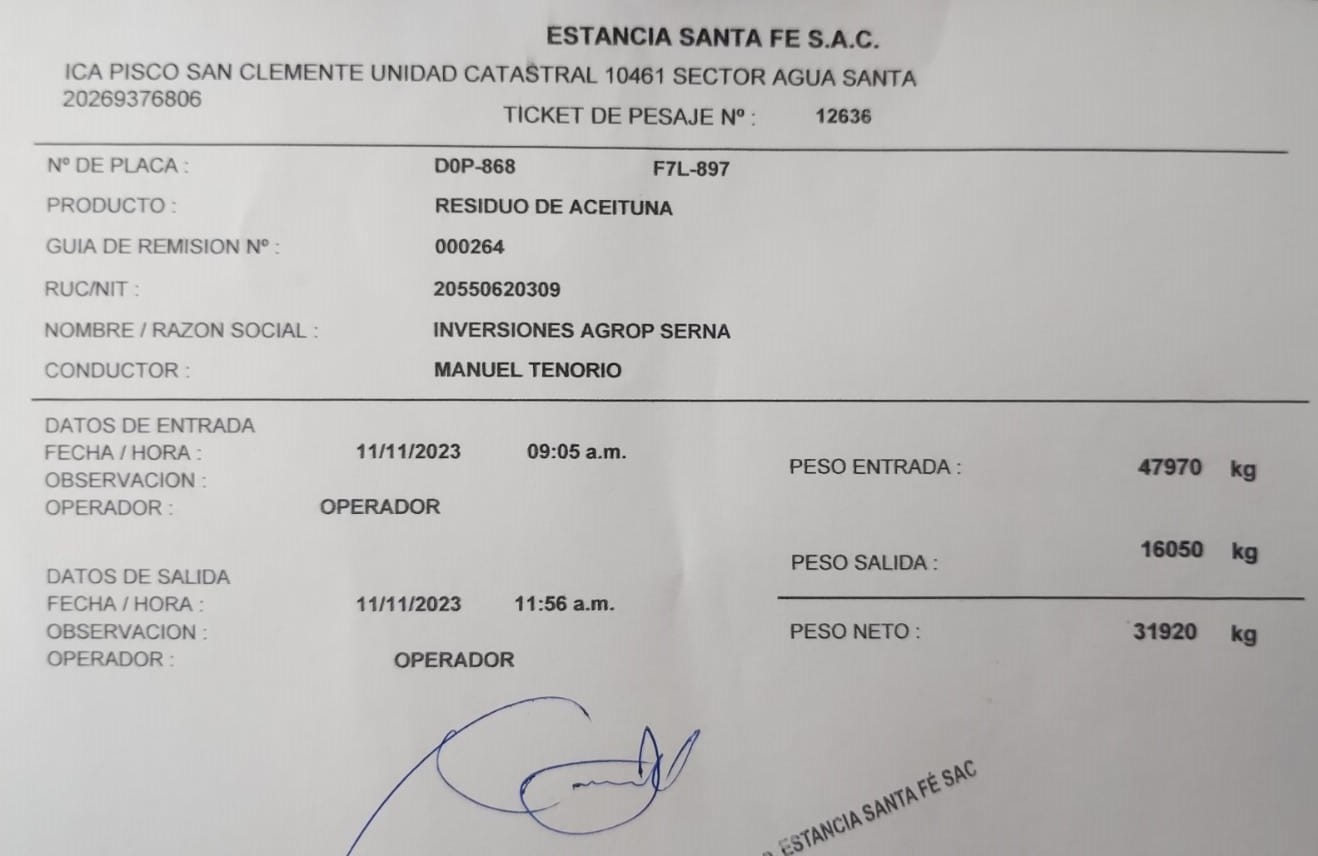 ESTANCIA SANTA FE S.A.C.
ICA PISCO SAN CLEMENTE UNIDAD CATASTRAL 10461 SECTOR AGUA SANTA
20269376806
TICKET DE PESAJE Nº : 12636
Nº DE PLACA : D0P-868 F7L-897
PRODUCTO : RESIDUO DE ACEITUNA
GUIA DE REMISION Nº : 000264
RUC/NIT : 20550620309
NOMBRE / RAZON SOCIAL : INVERSIONES AGROP SERNA
CONDUCTOR : MANUEL TENORIO
DATOS DE ENTRADA
FECHA / HORA : 11/11/2023 09:05 a.m.
OBSERVACION :
OPERADOR : OPERADOR
PESO ENTRADA : 47970 kg
PESO SALIDA : 16050 kg
PESO NETO : 31920 kg
DATOS DE SALIDA
FECHA / HORA : 11/11/2023 11:56 a.m.
OBSERVACION :
OPERADOR : OPERADOR
ESTANCIA SANTA FÉ SAC